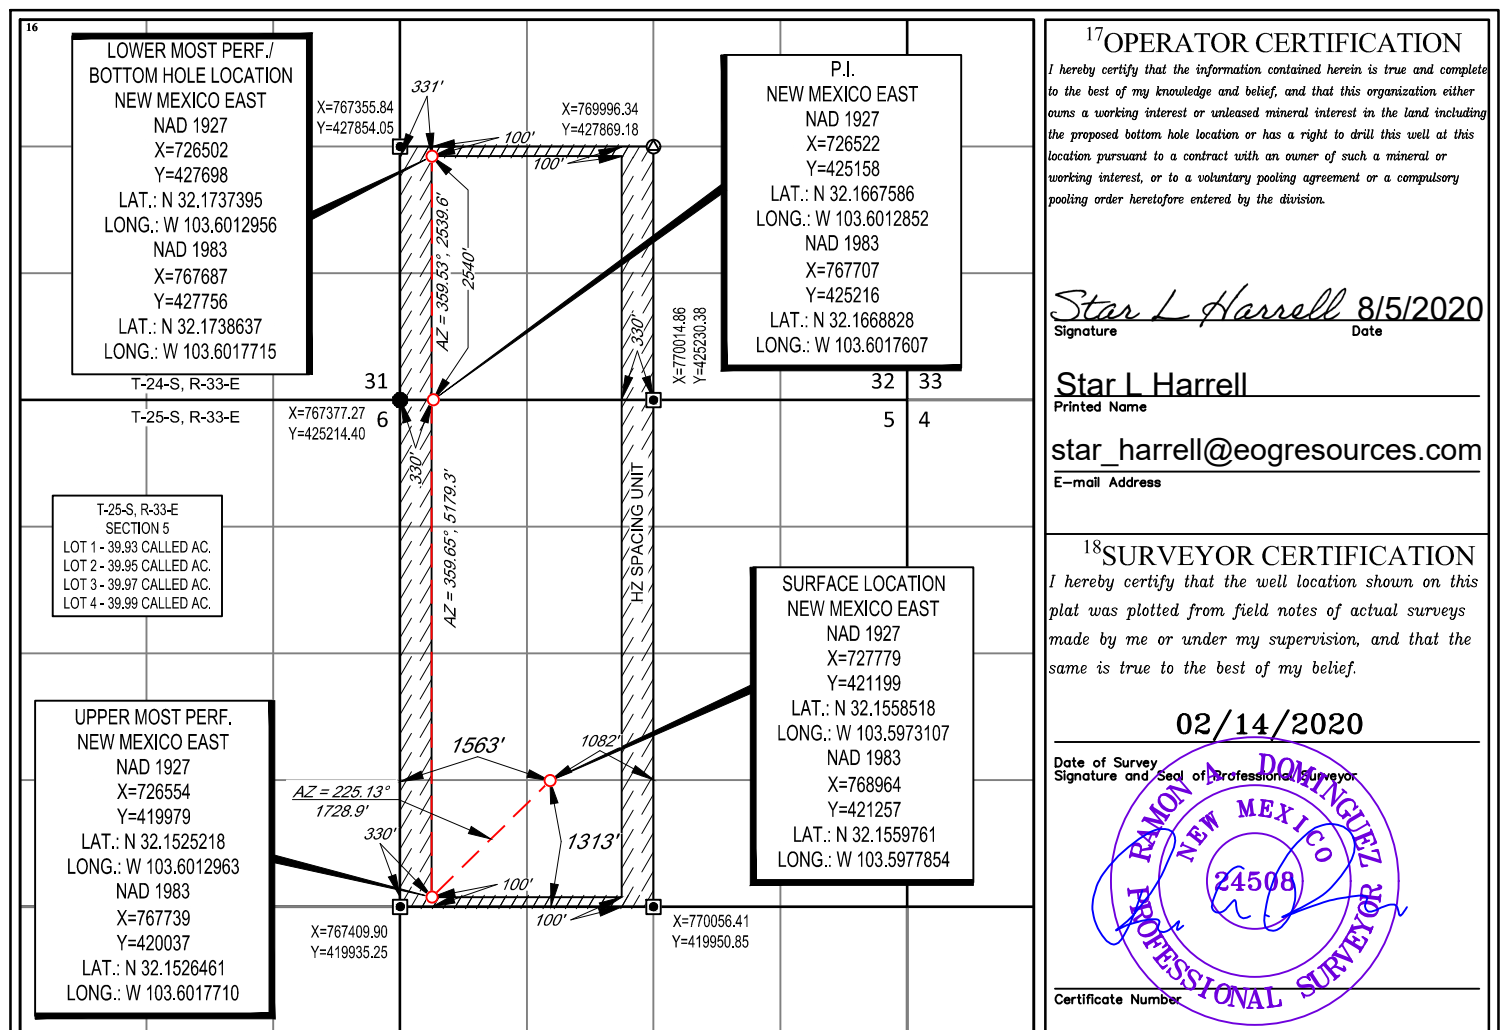 16
LOWER MOST PERF./
BOTTOM HOLE LOCATION
NEW MEXICO EAST
NAD 1927
X=726502
Y=427698
LAT.: N 32.1737395
LONG.: W 103.6012956
NAD 1983
X=767687
Y=427756
LAT.: N 32.1738637
LONG.: W 103.6017715
X=767355.84
Y=427854.05
331'
100'
100'
X=769996.34
Y=427869.18
P.I.
NEW MEXICO EAST
NAD 1927
X=726522
Y=425158
LAT.: N 32.1667586
LONG.: W 103.6012852
NAD 1983
X=767707
Y=425216
LAT.: N 32.1668828
LONG.: W 103.6017607
AZ = 359.53°, 2539.6'
2540'
330'
X=770014.86
Y=425230.38
T-24-S, R-33-E
31
32
33
T-25-S, R-33-E
6
5
4
X=767377.27
Y=425214.40
330'
AZ = 359.65°, 5179.3'
HZ SPACING UNIT
T-25-S, R-33-E
SECTION 5
LOT 1 - 39.93 CALLED AC.
LOT 2 - 39.95 CALLED AC.
LOT 3 - 39.97 CALLED AC.
LOT 4 - 39.99 CALLED AC.
SURFACE LOCATION
NEW MEXICO EAST
NAD 1927
X=727779
Y=421199
LAT.: N 32.1558518
LONG.: W 103.5973107
NAD 1983
X=768964
Y=421257
LAT.: N 32.1559761
LONG.: W 103.5977854
UPPER MOST PERF.
NEW MEXICO EAST
NAD 1927
X=726554
Y=419979
LAT.: N 32.1525218
LONG.: W 103.6012963
NAD 1983
X=767739
Y=420037
LAT.: N 32.1526461
LONG.: W 103.6017710
1563'
1082'
AZ = 225.13°
1728.9'
330'
1313'
100'
100'
X=767409.90
Y=419935.25
X=770056.41
Y=419950.85
17OPERATOR CERTIFICATION
I hereby certify that the information contained herein is true and complete
to the best of my knowledge and belief, and that this organization either
owns a working interest or unleased mineral interest in the land including
the proposed bottom hole location or has a right to drill this well at this
location pursuant to a contract with an owner of such a mineral or
working interest, or to a voluntary pooling agreement or a compulsory
pooling order heretofore entered by the division.
Star L Harrell 8/5/2020
Signature Date
Star L Harrell
Printed Name
star_harrell@eogresources.com
E-mail Address
18SURVEYOR CERTIFICATION
I hereby certify that the well location shown on this
plat was plotted from field notes of actual surveys
made by me or under my supervision, and that the
same is true to the best of my belief.
02/14/2020
Date of Survey
Signature and Seal of Professional Surveyor
RAMON A. DOMINGUEZ
NEW MEXICO
24508
PROFESSIONAL SURVEYOR
Certificate Number